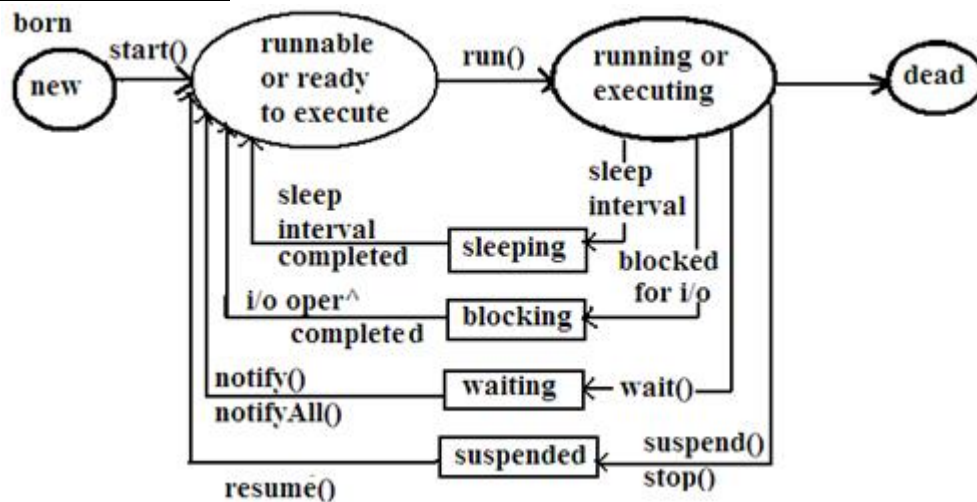 born
new
start()
runnable
or ready
to execute
run()
running or
executing
dead
sleep
interval
completed
sleeping
sleep
interval
i/o oper^
completed
blocking
blocked
for i/o
notify()
notifyAll()
waiting
wait()
resume()
suspended
suspend()
stop()